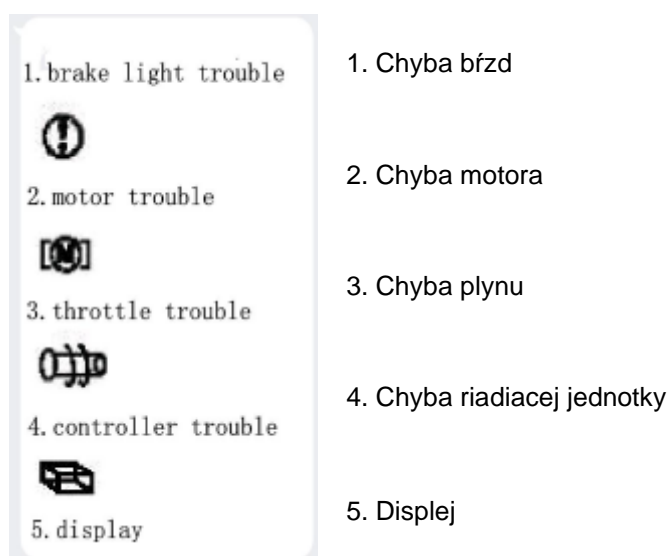 1.brake light trouble
1. Chyba bŕzd
2.motor trouble
2. Chyba motora
3.throttle trouble
3. Chyba plynu
4.controller trouble
4. Chyba riadiacej jednotky
5.display
5. Displej